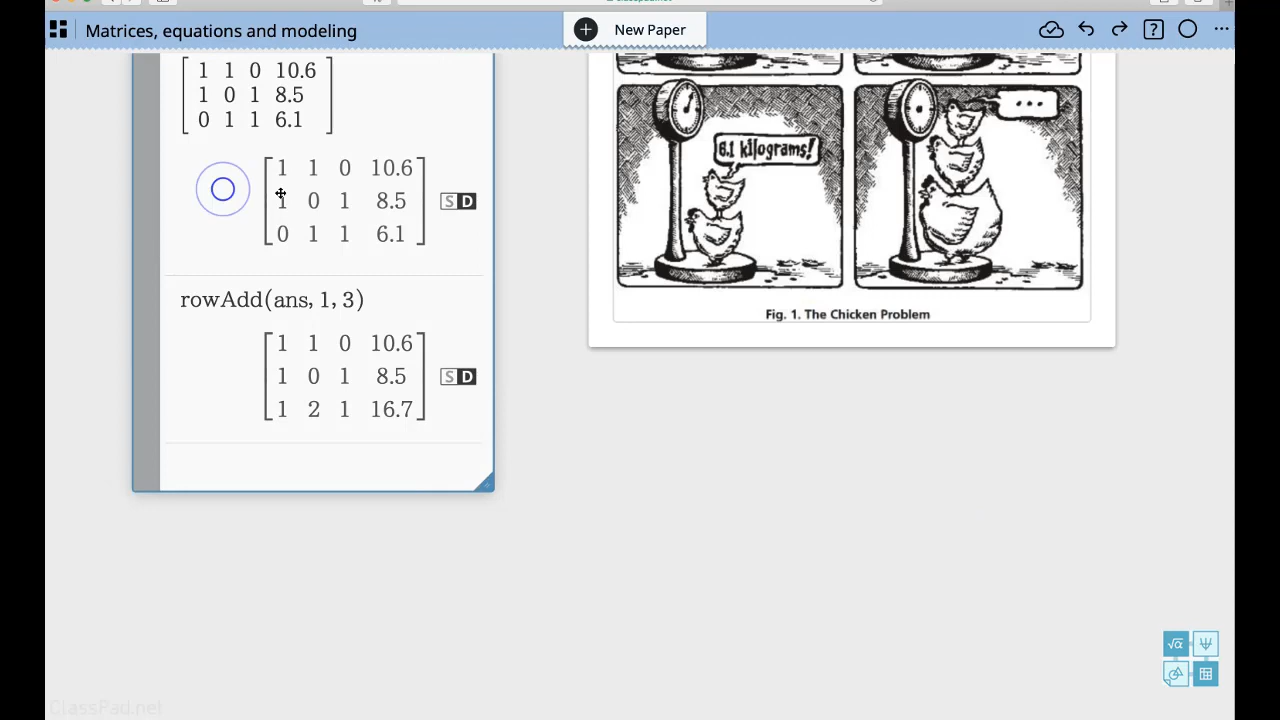 Matrices, equations and modeling
New Paper
?
1 1 0 10.6
1 0 1 8.5
0 1 1 6.1
1 1 0 10.6
1 0 1 8.5
0 1 1 6.1
S D
rowAdd(ans, 1, 3)
1 1 0 10.6
1 0 1 8.5
1 2 1 16.7
S D
6.1 kilograms!
...
Fig. 1. The Chicken Problem
√α
ClassPad.net